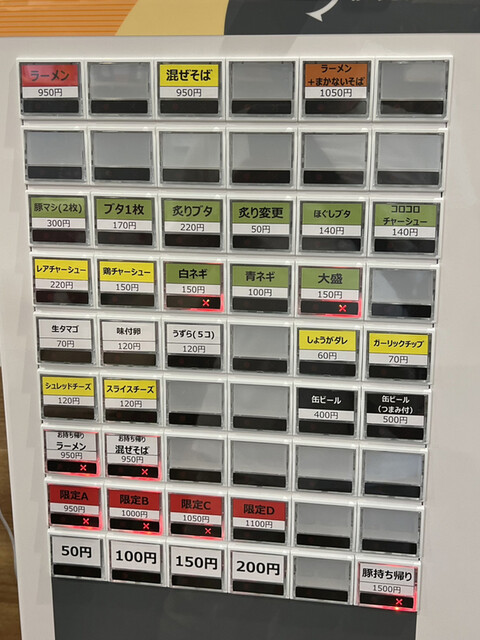 ラーメン
950円
混ぜそば
950円
ラーメン
+まかないそば
1050円
豚マシ(2枚)
300円
ブタ1枚
170円
炙りブタ
220円
炙り変更
50円
ほぐしブタ
140円
コロコロ
チャーシュー
140円
レアチャーシュー
220円
鶏チャーシュー
150円
白ネギ
150円
青ネギ
100円
大盛
150円
生タマゴ
70円
味付卵
120円
うずら(5コ)
120円
しょうがダレ
60円
ガーリックチップ
70円
シュレッドチーズ
120円
スライスチーズ
120円
缶ビール
400円
缶ビール
(つまみ付)
500円
お持ち帰り
ラーメン
950円
お持ち帰り
混ぜそば
950円
限定A
950円
限定B
1000円
限定C
1050円
限定D
1100円
50円
100円
150円
200円
豚持ち帰り
1500円